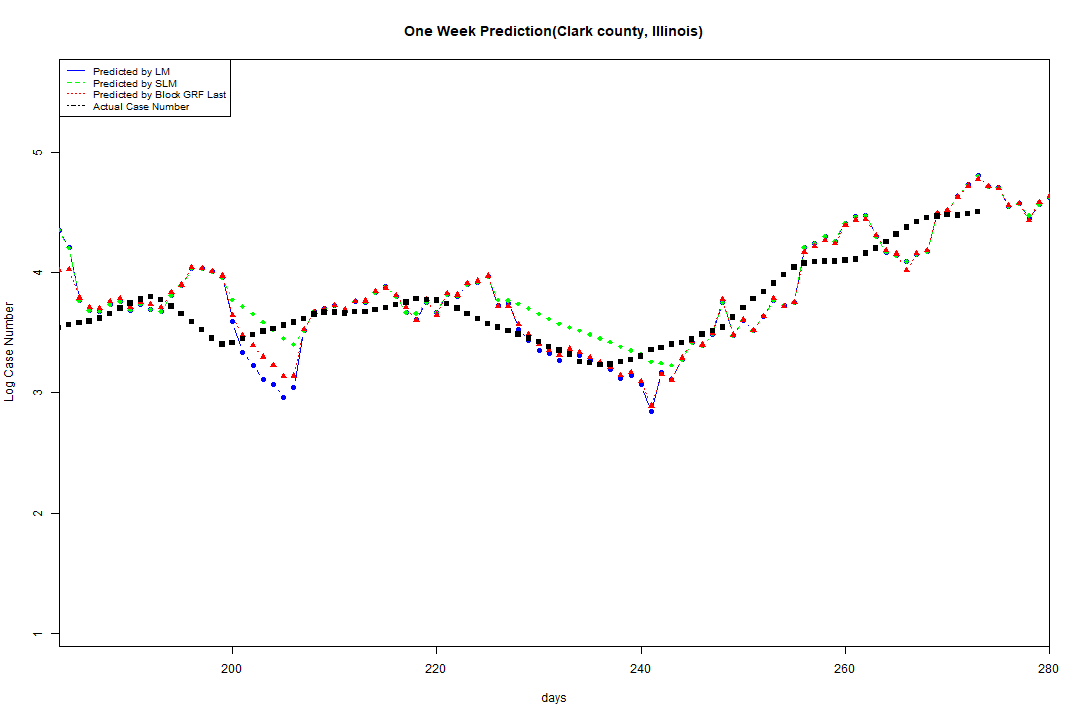 One Week Prediction(Clark county, Illinois)
Predicted by LM
Predicted by SLM
Predicted by Block GRF Last
Actual Case Number
5
4
3
2
1
Log Case Number
200 220 240 260 280
days